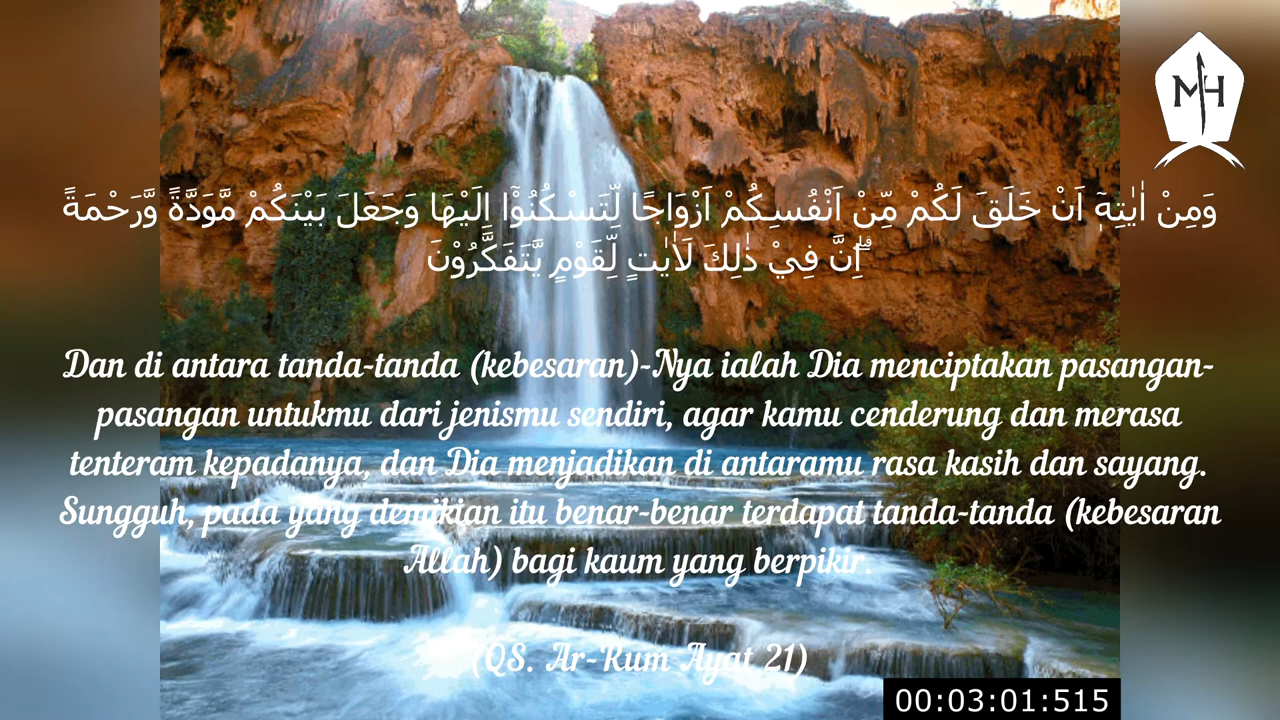 MH
وَمِنْ اٰيٰتِهٖٓ اَنْ خَلَقَ لَكُمْ مِّنْ اَنْفُسِكُمْ اَزْوَاجًا لِّتَسْكُنُوْٓا اِلَيْهَا وَجَعَلَ بَيْنَكُمْ مَّوَدَّةً وَّرَحْمَةً
ۗاِنَّ فِيْ ذٰلِكَ لَاٰيٰتٍ لِّقَوْمٍ يَّتَفَكَّرُوْنَ
Dan di antara tanda-tanda (kebesaran)-Nya ialah Dia menciptakan pasangan-
pasangan untukmu dari jenismu sendiri, agar kamu cenderung dan merasa
tenteram kepadanya, dan Dia menjadikan di antaramu rasa kasih dan sayang.
Sungguh, pada yang demikian itu benar-benar terdapat tanda-tanda (kebesaran
Allah) bagi kaum yang berpikir.
(QS. Ar-Rum Ayat 21)
00:03:01:515